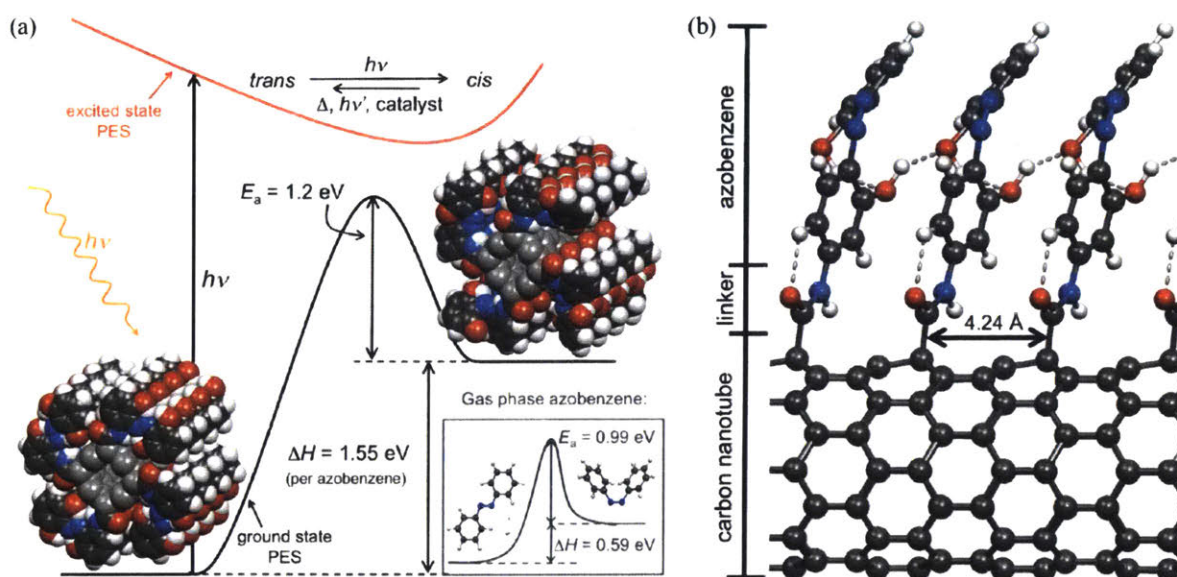 (a)
trans hν cis
Δ, hν', catalyst
excited state
PES
Eₐ = 1.2 eV
hν
hν
ΔH = 1.55 eV
(per azobenzene)
ground state
PES
Gas phase azobenzene:
Eₐ = 0.99 eV
ΔH = 0.59 eV
(b)
azobenzene
linker
carbon nanotube
4.24 Å